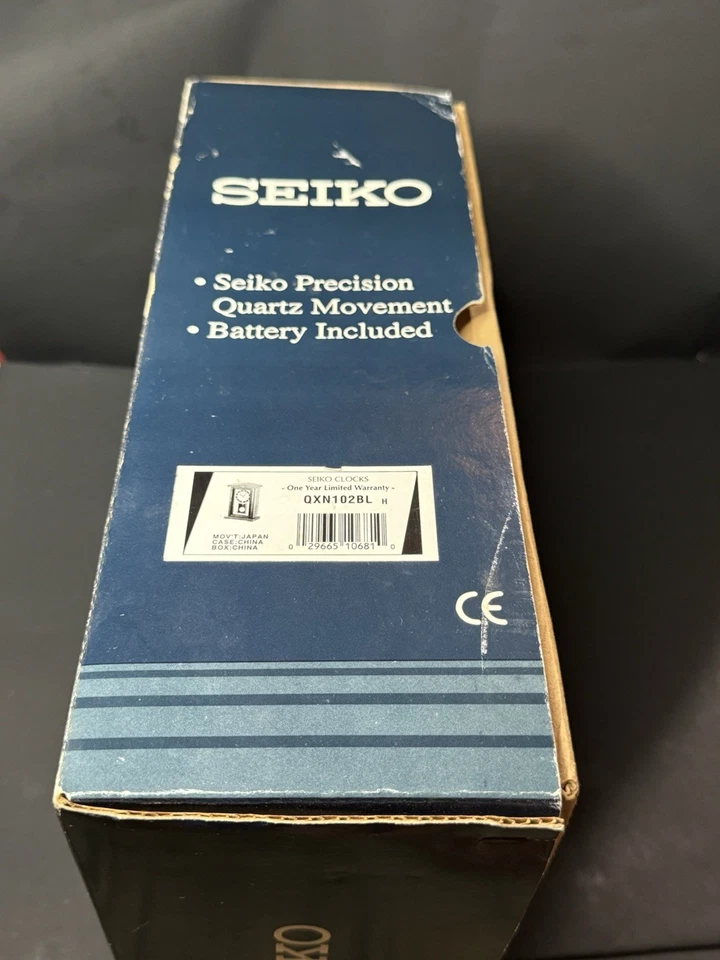 SEIKO
• Seiko Precision
Quartz Movement
• Battery Included
SEIKO CLOCKS
- One Year Limited Warranty -
QXN102BL H
MOV'T:JAPAN
CASE:CHINA
BOX:CHINA
0 29665 10681 0
CE
KO